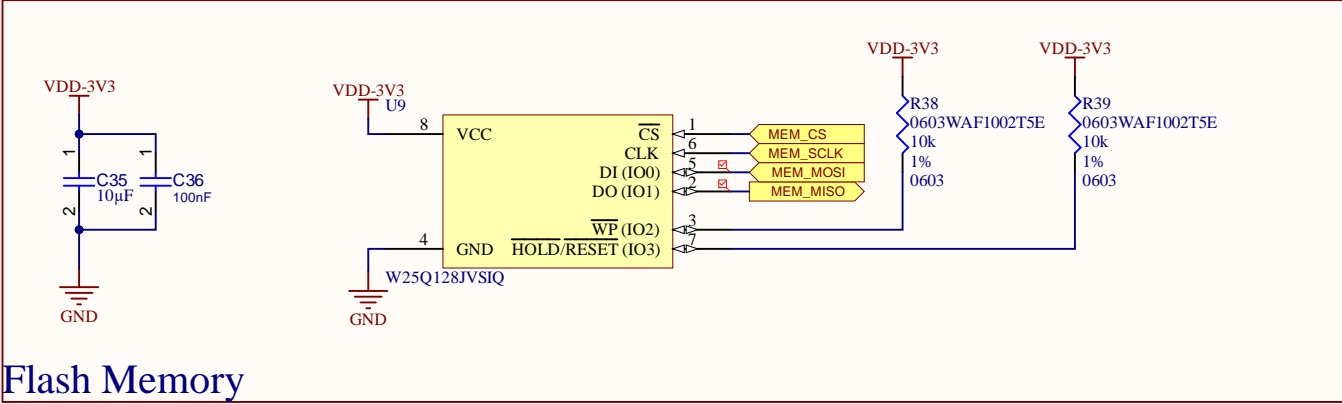 VDD-3V3
1
1
C35
10µF
C36
100nF
2
2
GND
VDD-3V3
U9
8
VCC
4
GND
CS
1
CLK
6
DI (IO0)
5
DO (IO1)
2
WP (IO2)
3
HOLD/RESET (IO3)
7
W25Q128JVSIQ
GND
MEM_CS
MEM_SCLK
MEM_MOSI
MEM_MISO
VDD-3V3
R38
0603WAF1002T5E
10k
1%
0603
VDD-3V3
R39
0603WAF1002T5E
10k
1%
0603
Flash Memory